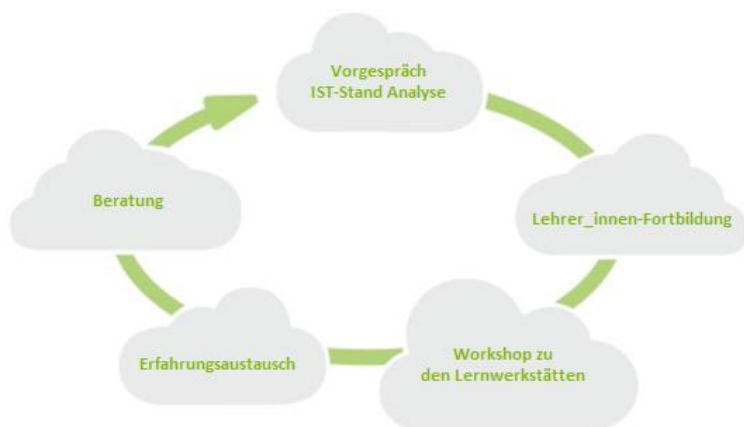 Vorgespräch
IST-Stand Analyse
Lehrer_innen-Fortbildung
Workshop zu
den Lernwerkstätten
Erfahrungsaustausch
Beratung